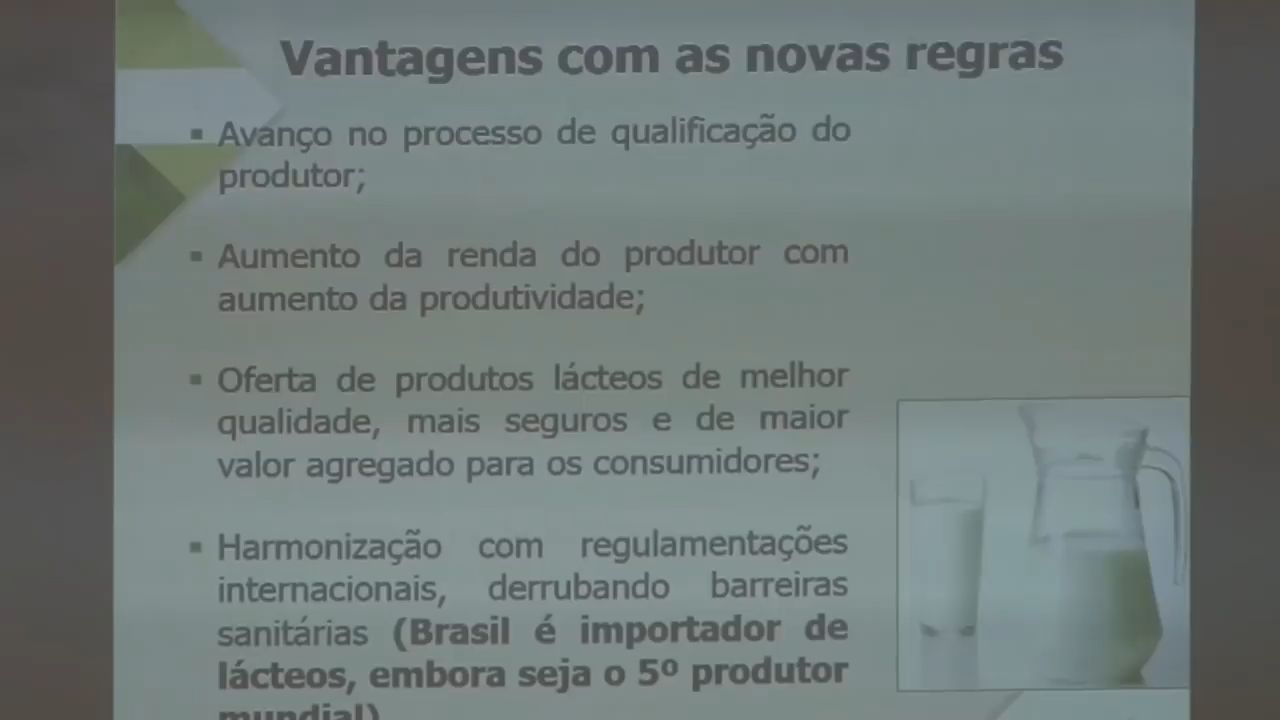 Vantagens com as novas regras
▪ Avanço no processo de qualificação do
produtor;
▪ Aumento da renda do produtor com
aumento da produtividade;
▪ Oferta de produtos lácteos de melhor
qualidade, mais seguros e de maior
valor agregado para os consumidores;
▪ Harmonização com regulamentações
internacionais, derrubando barreiras
sanitárias (Brasil é importador de
lácteos, embora seja o 5º produtor
mundial)